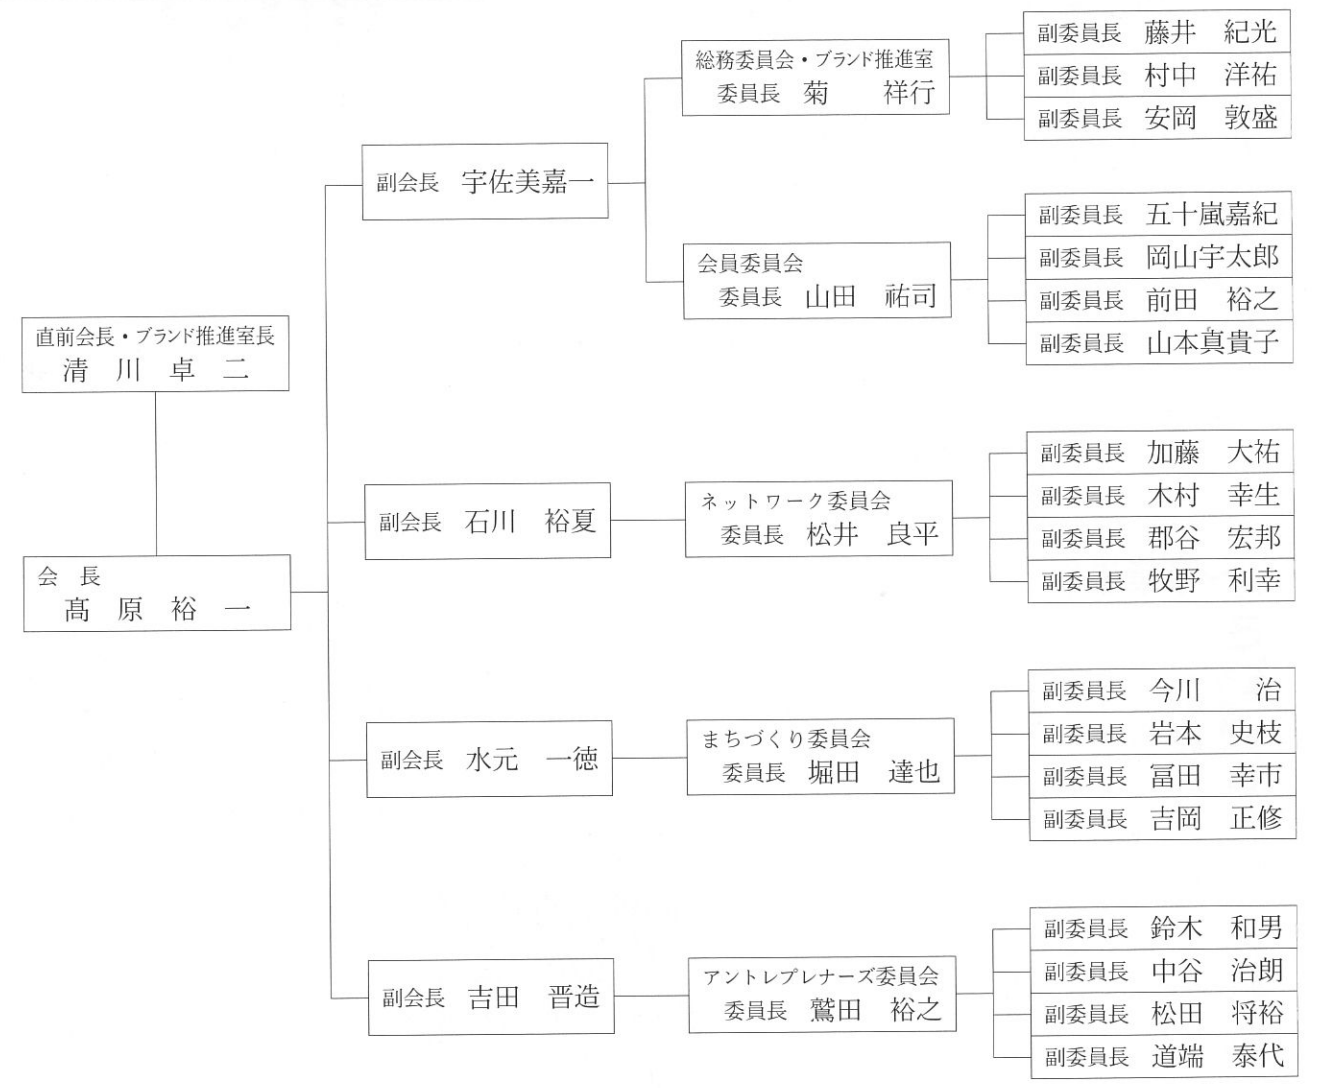 直前会長・ブランド推進室長
清川卓二
会長
髙原裕一
副会長 宇佐美嘉一
総務委員会・ブランド推進室
委員長 菊 祥行
副委員長 藤井 紀光
副委員長 村中 洋祐
副委員長 安岡 敦盛
会員委員会
委員長 山田 祐司
副委員長 五十嵐嘉紀
副委員長 岡山宇太郎
副委員長 前田 裕之
副委員長 山本真貴子
副会長 石川 裕夏
ネットワーク委員会
委員長 松井 良平
副委員長 加藤 大祐
副委員長 木村 幸生
副委員長 郡谷 宏邦
副委員長 牧野 利幸
副会長 水元 一徳
まちづくり委員会
委員長 堀田 達也
副委員長 今川 治
副委員長 岩本 史枝
副委員長 冨田 幸市
副委員長 吉岡 正修
副会長 吉田 晋造
アントレプレナーズ委員会
委員長 鷲田 裕之
副委員長 鈴木 和男
副委員長 中谷 治朗
副委員長 松田 将裕
副委員長 道端 泰代